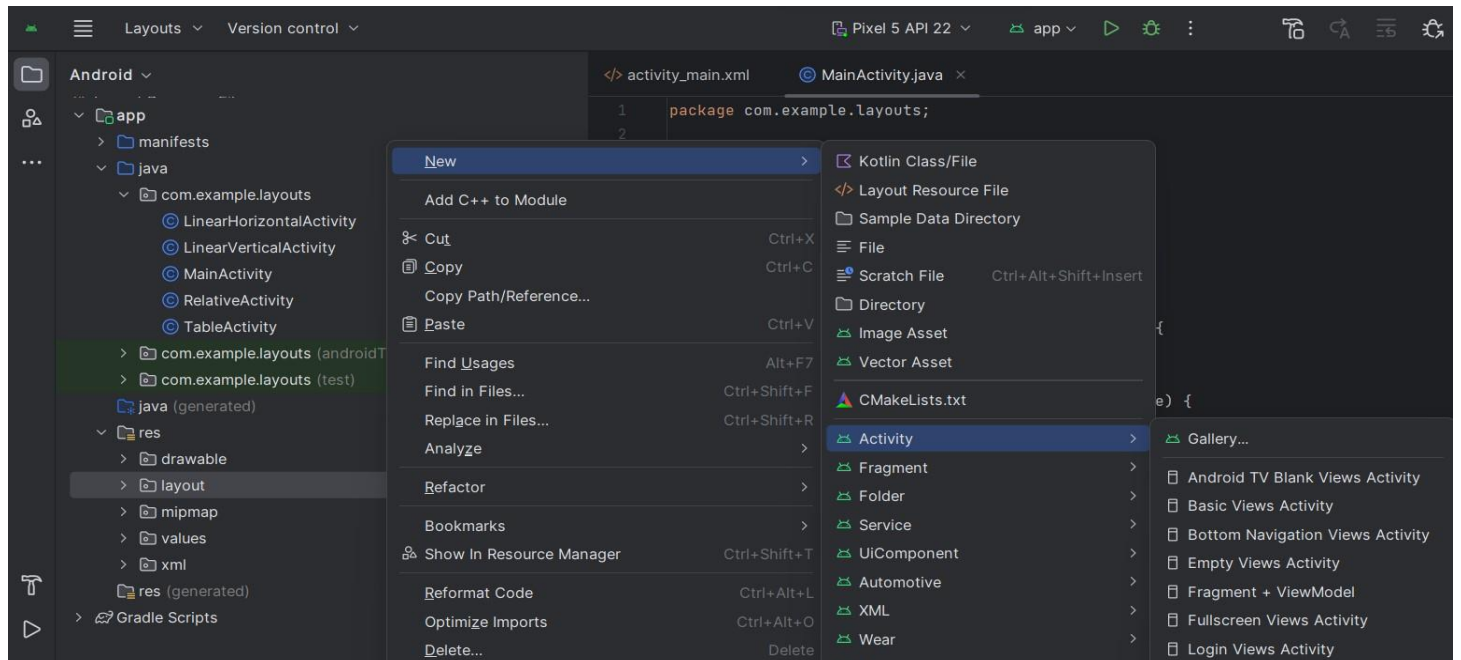 Layouts Version control Pixel 5 API 22 app
Android
activity_main.xml MainActivity.java
app
manifests
java
com.example.layouts
LinearHorizontalActivity
LinearVerticalActivity
MainActivity
RelativeActivity
TableActivity
com.example.layouts (androidT
com.example.layouts (test)
java (generated)
res
drawable
layout
mipmap
values
xml
res (generated)
Gradle Scripts
1 package com.example.layouts;
2
{
e) {
New
Add C++ to Module
Cut Ctrl+X
Copy Ctrl+C
Copy Path/Reference...
Paste Ctrl+V
Find Usages Alt+F7
Find in Files... Ctrl+Shift+F
Replace in Files... Ctrl+Shift+R
Analyze
Refactor
Bookmarks
Show In Resource Manager Ctrl+Shift+T
Reformat Code Ctrl+Alt+L
Optimize Imports Ctrl+Alt+O
Delete... Delete
Kotlin Class/File
Layout Resource File
Sample Data Directory
File
Scratch File Ctrl+Alt+Shift+Insert
Directory
Image Asset
Vector Asset
CMakeLists.txt
Activity
Fragment
Folder
Service
UiComponent
Automotive
XML
Wear
Gallery...
Android TV Blank Views Activity
Basic Views Activity
Bottom Navigation Views Activity
Empty Views Activity
Fragment + ViewModel
Fullscreen Views Activity
Login Views Activity